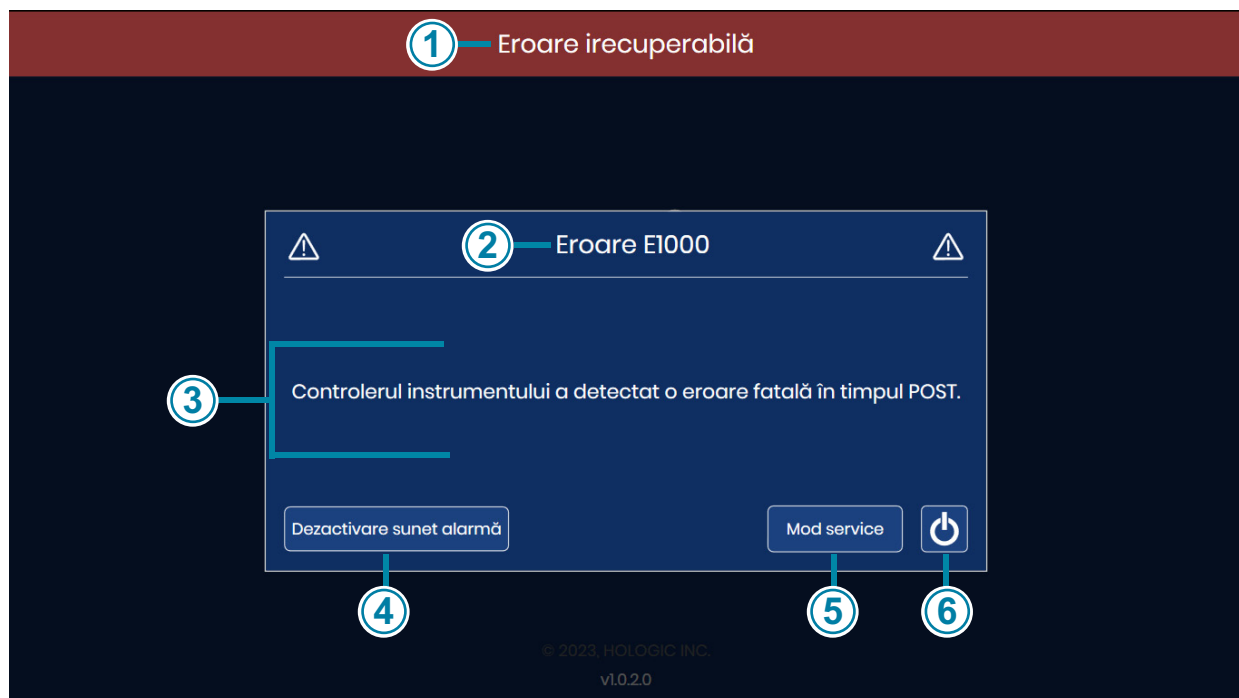 1 Eroare irecuperabilă
2 Eroare E1000
3 Controlerul instrumentului a detectat o eroare fatală în timpul POST.
Dezactivare sunet alarmă Mod service
4 5 6
© 2023, HOLOGIC INC.
v1.0.2.0